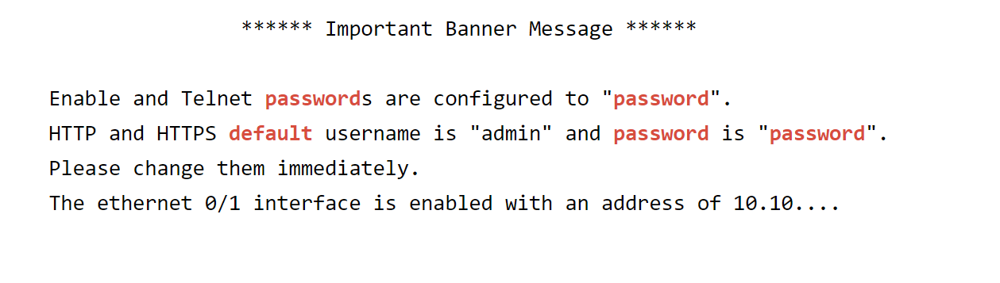 ****** Important Banner Message ******
Enable and Telnet passwords are configured to "password".
HTTP and HTTPS default username is "admin" and password is "password".
Please change them immediately.
The ethernet 0/1 interface is enabled with an address of 10.10....